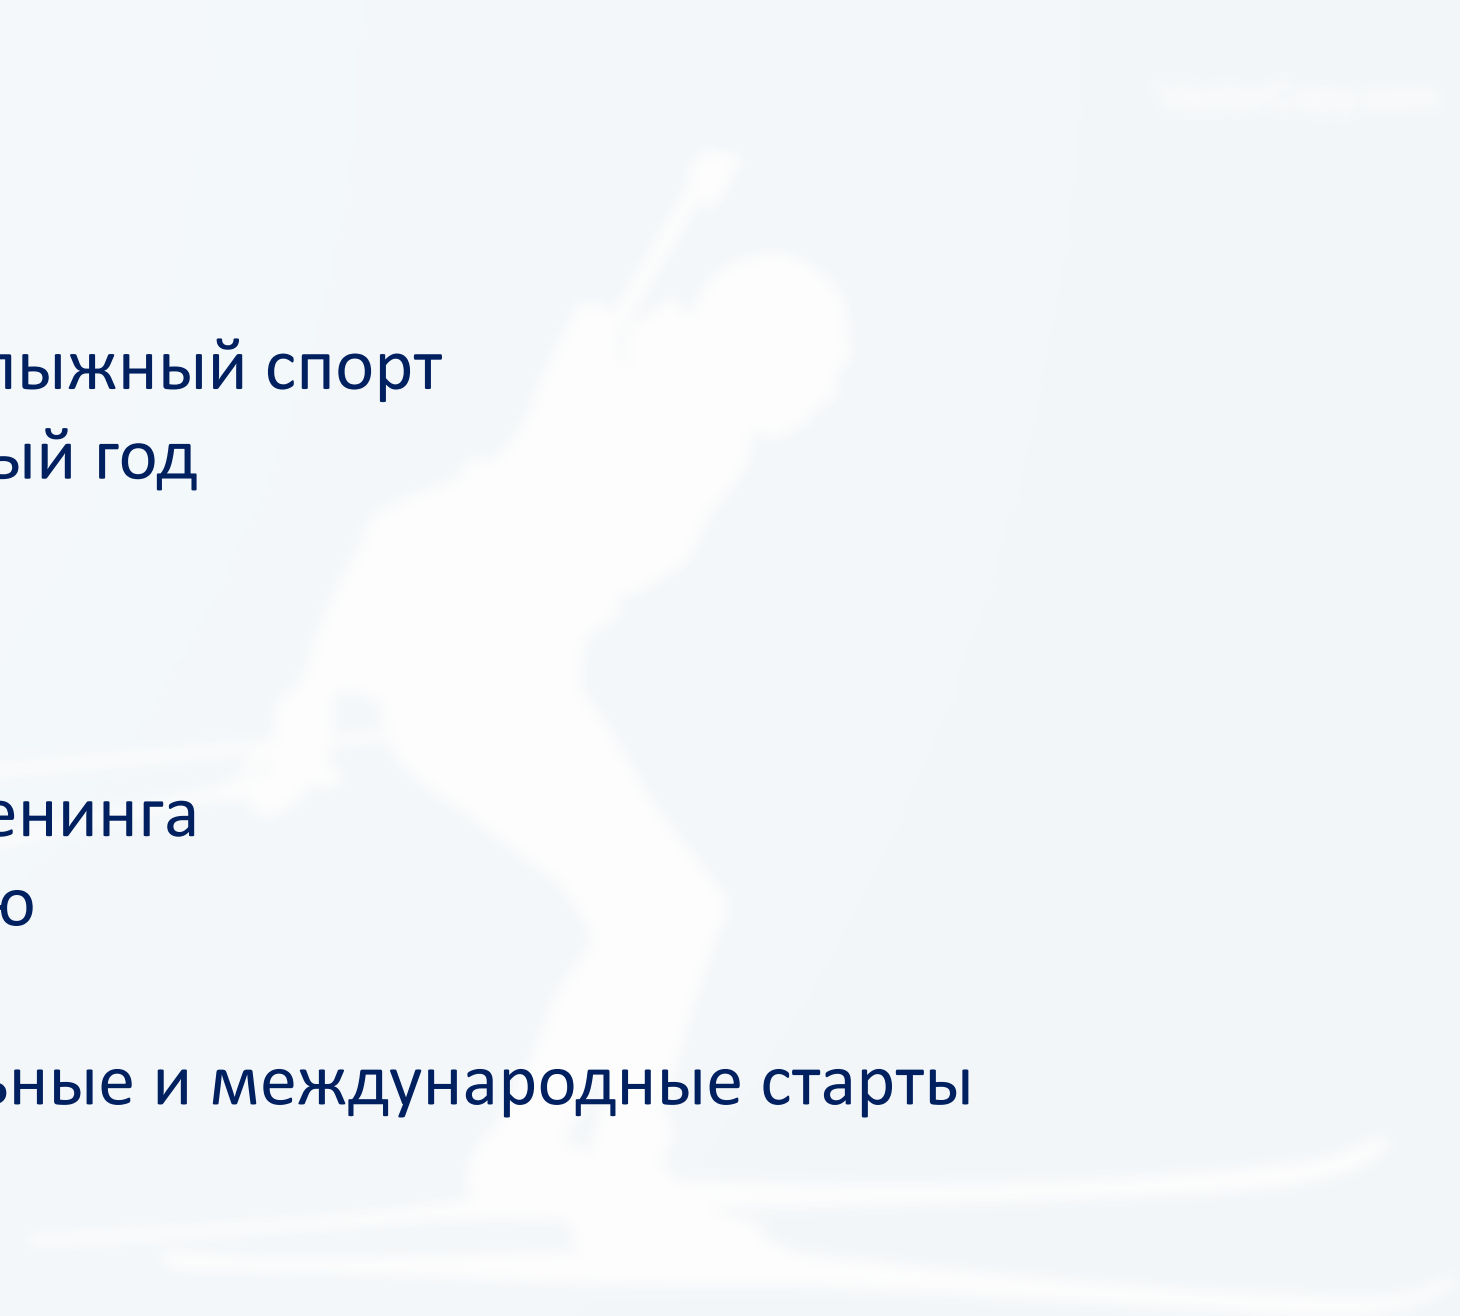 лыжный спорт
ый год
енинга
ю
ьные и международные старты